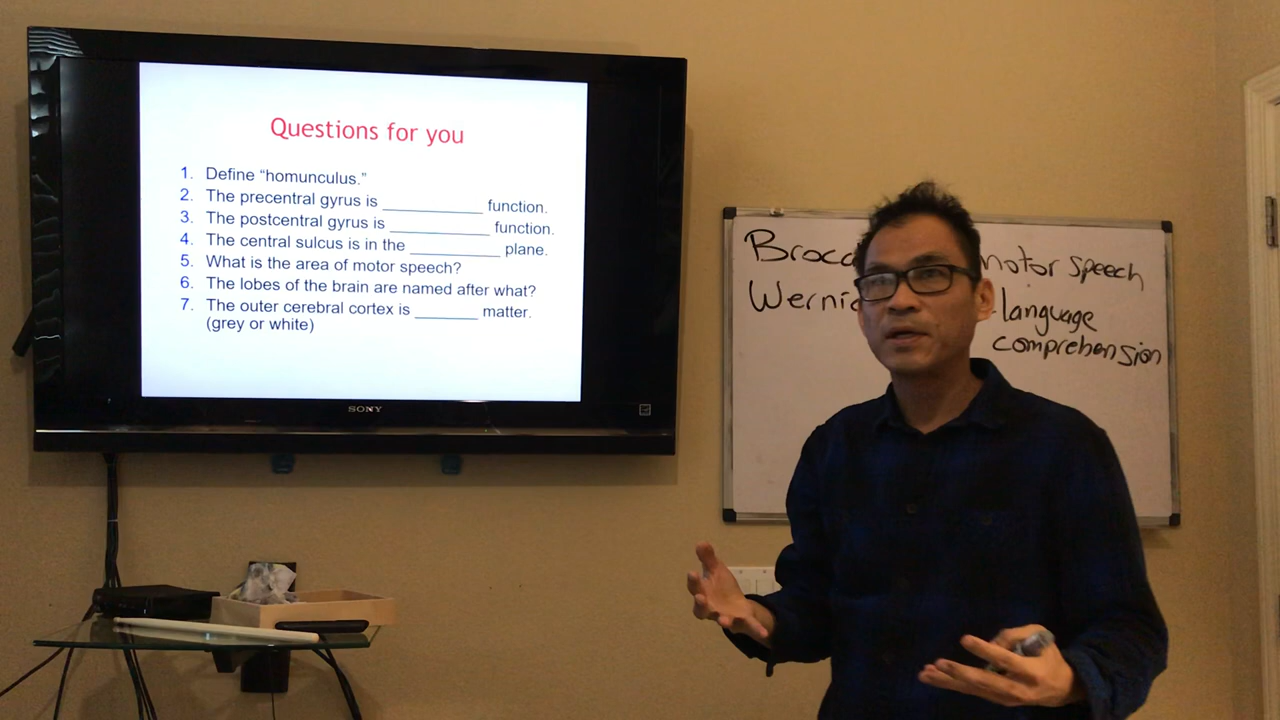 Questions for you
1. Define “homunculus.”
2. The precentral gyrus is ____________ function.
3. The postcentral gyrus is ____________ function.
4. The central sulcus is in the ___________ plane.
5. What is the area of motor speech?
6. The lobes of the brain are named after what?
7. The outer cerebral cortex is ________ matter.
(grey or white)
SONY
motor speech
language
comprehension